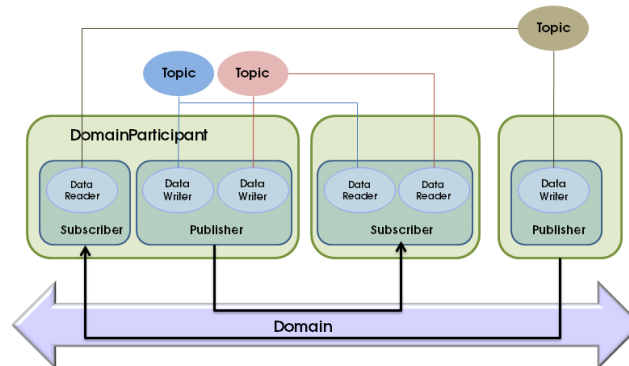 Topic
Topic
Topic
DomainParticipant
Data
Reader
Subscriber
Data
Writer
Data
Writer
Publisher
Data
Reader
Data
Reader
Subscriber
Data
Writer
Publisher
Domain